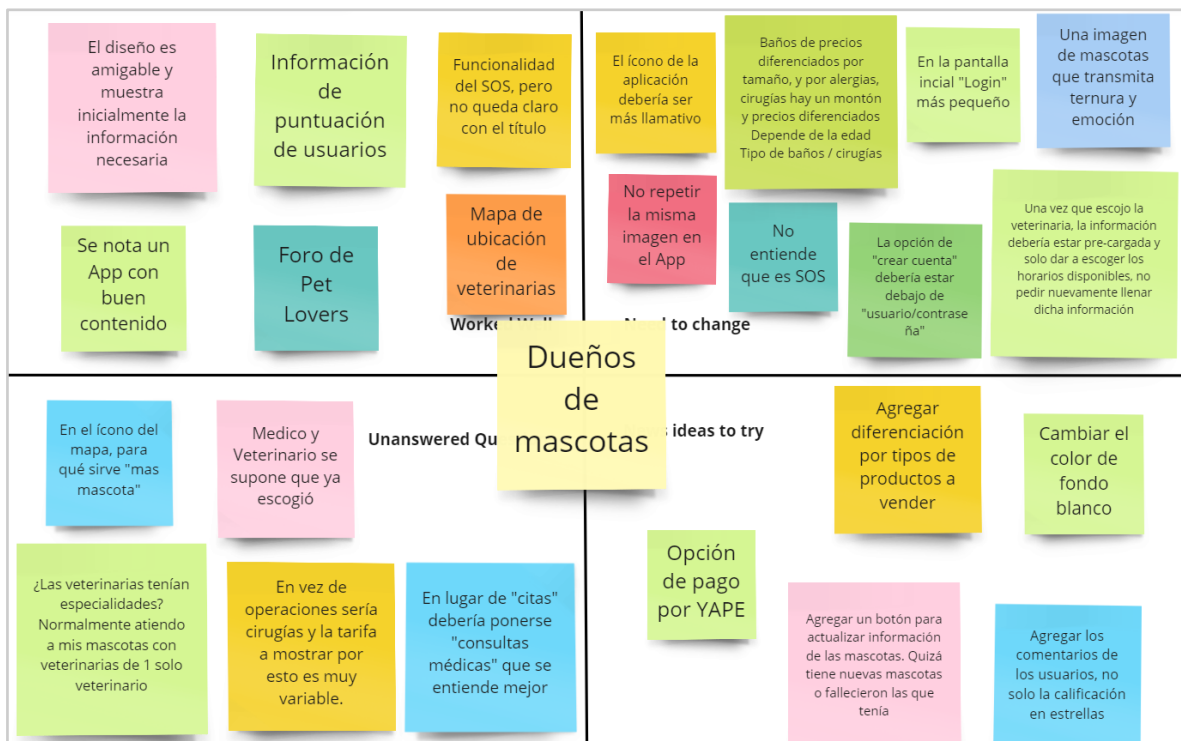 El diseño es
amigable y
muestra
inicialmente la
información
necesaria
Información
de
puntuación
de usuarios
Funcionalidad
del SOS, pero
no queda claro
con el título
Se nota un
App con
buen
contenido
Foro de
Pet
Lovers
Mapa de
ubicación
de
veterinarias
El ícono de la
aplicación
debería ser
más llamativo
Baños de precios
diferenciados por
tamaño, y por alergias,
cirugías hay un montón
y precios diferenciados
Depende de la edad
Tipo de baños / cirugías
En la pantalla
incial "Login"
más pequeño
Una imagen
de mascotas
que transmita
ternura y
emoción
No repetir
la misma
imagen en
el App
No
entiende
que es SOS
La opción de
"crear cuenta"
debería estar
debajo de
"usuario/contrase
ña"
Una vez que escojo la
veterinaria, la información
debería estar pre-cargada y
solo dar a escoger los
horarios disponibles, no
pedir nuevamente llenar
dicha información
Worked
to change
Dueños
de
mascotas
En el ícono del
mapa, para
qué sirve "mas
mascota"
Medico y
Veterinario se
supone que ya
escogió
Unanswered
ideas to try
¿Las veterinarias tenían
especialidades?
Normalmente atiendo
a mis mascotas con
veterinarias de 1 solo
veterinario
En vez de
operaciones sería
cirugías y la tarifa
a mostrar por
esto es muy
variable.
En lugar de "citas"
debería ponerse
"consultas
médicas" que se
entiende mejor
Agregar
diferenciación
por tipos de
productos a
vender
Cambiar el
color de
fondo
blanco
Opción
de pago
por YAPE
Agregar un botón para
actualizar información
de las mascotas. Quizá
tiene nuevas mascotas
o fallecieron las que
tenía
Agregar los
comentarios de
los usuarios, no
solo la calificación
en estrellas